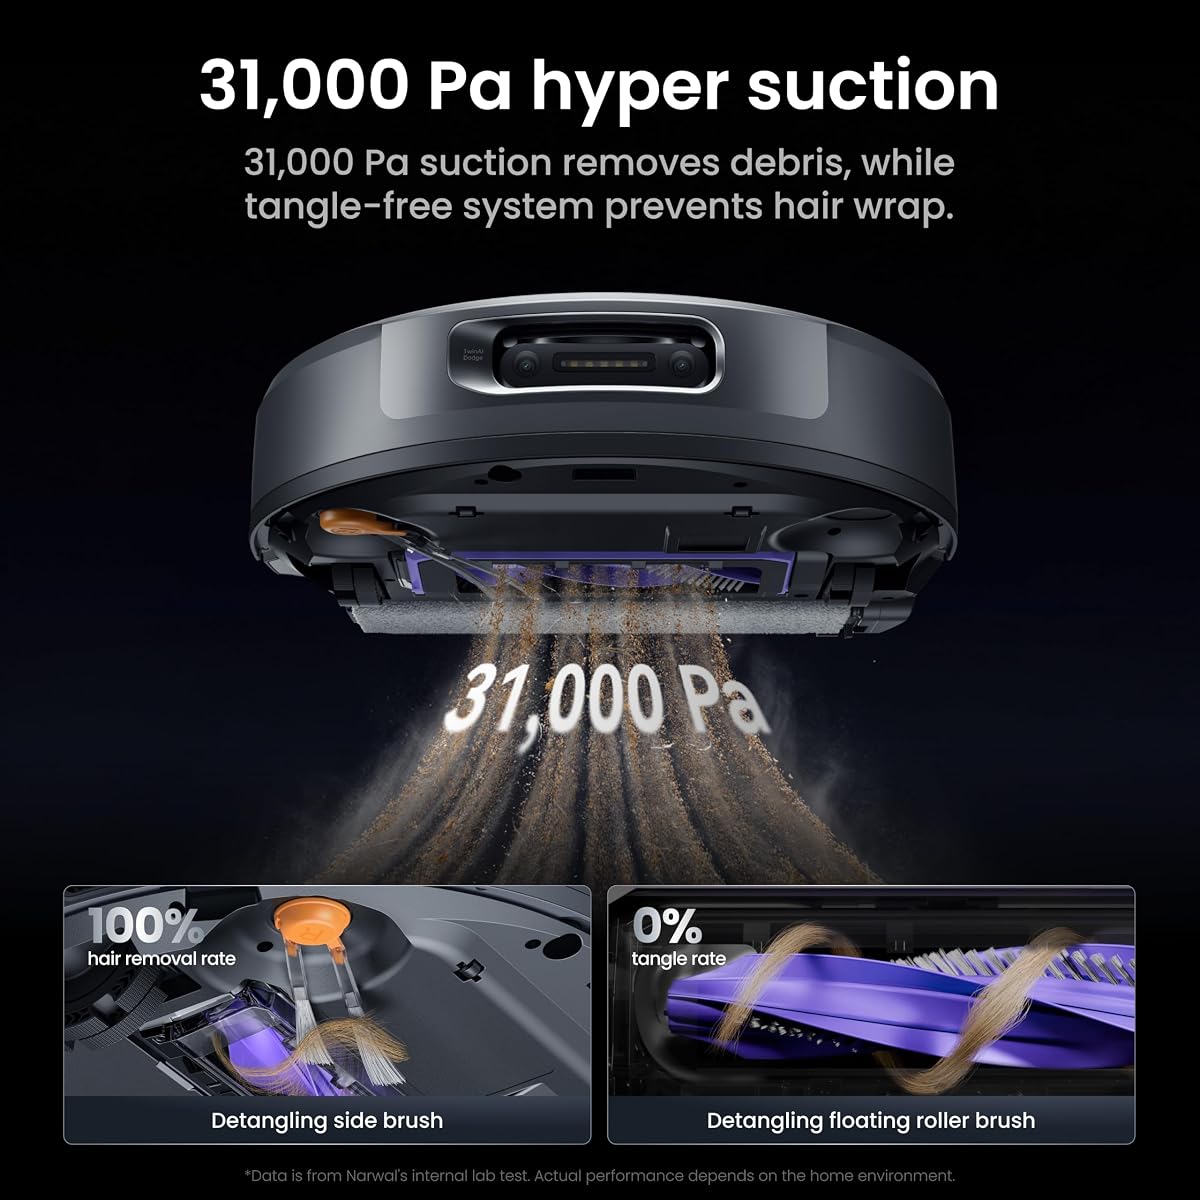 31,000 Pa hyper suction
31,000 Pa suction removes debris, while
tangle-free system prevents hair wrap.
TwinAI
Dodge
31,000 Pa
100%
hair removal rate
Detangling side brush
0%
tangle rate
Detangling floating roller brush
*Data is from Narwal's internal lab test. Actual performance depends on the home environment.